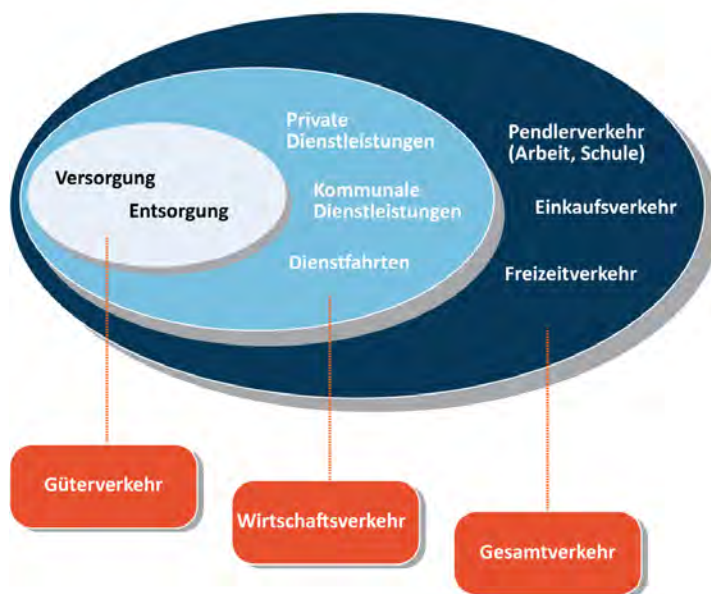 Private
Dienstleistungen
Pendlerverkehr
(Arbeit, Schule)
Versorgung
Entsorgung
Kommunale
Dienstleistungen
Einkaufsverkehr
Dienstfahrten
Freizeitverkehr
Güterverkehr
Wirtschaftsverkehr
Gesamtverkehr